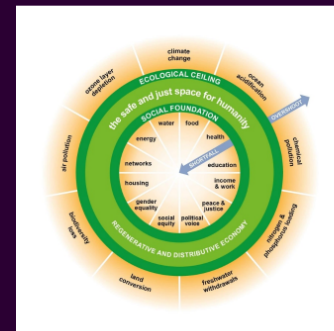 climate
change
ocean
acidification
chemical
pollution
nitrogen &
phosphorus loading
freshwater
withdrawals
land
conversion
biodiversity
loss
air pollution
ozone layer
depletion
ECOLOGICAL CEILING
the safe and just space for humanity
SOCIAL FOUNDATION
OVERSHOOT
SHORTFALL
water
food
health
education
income
& work
peace &
justice
political
voice
social
equity
gender
equality
housing
networks
energy
REGENERATIVE AND DISTRIBUTIVE ECONOMY